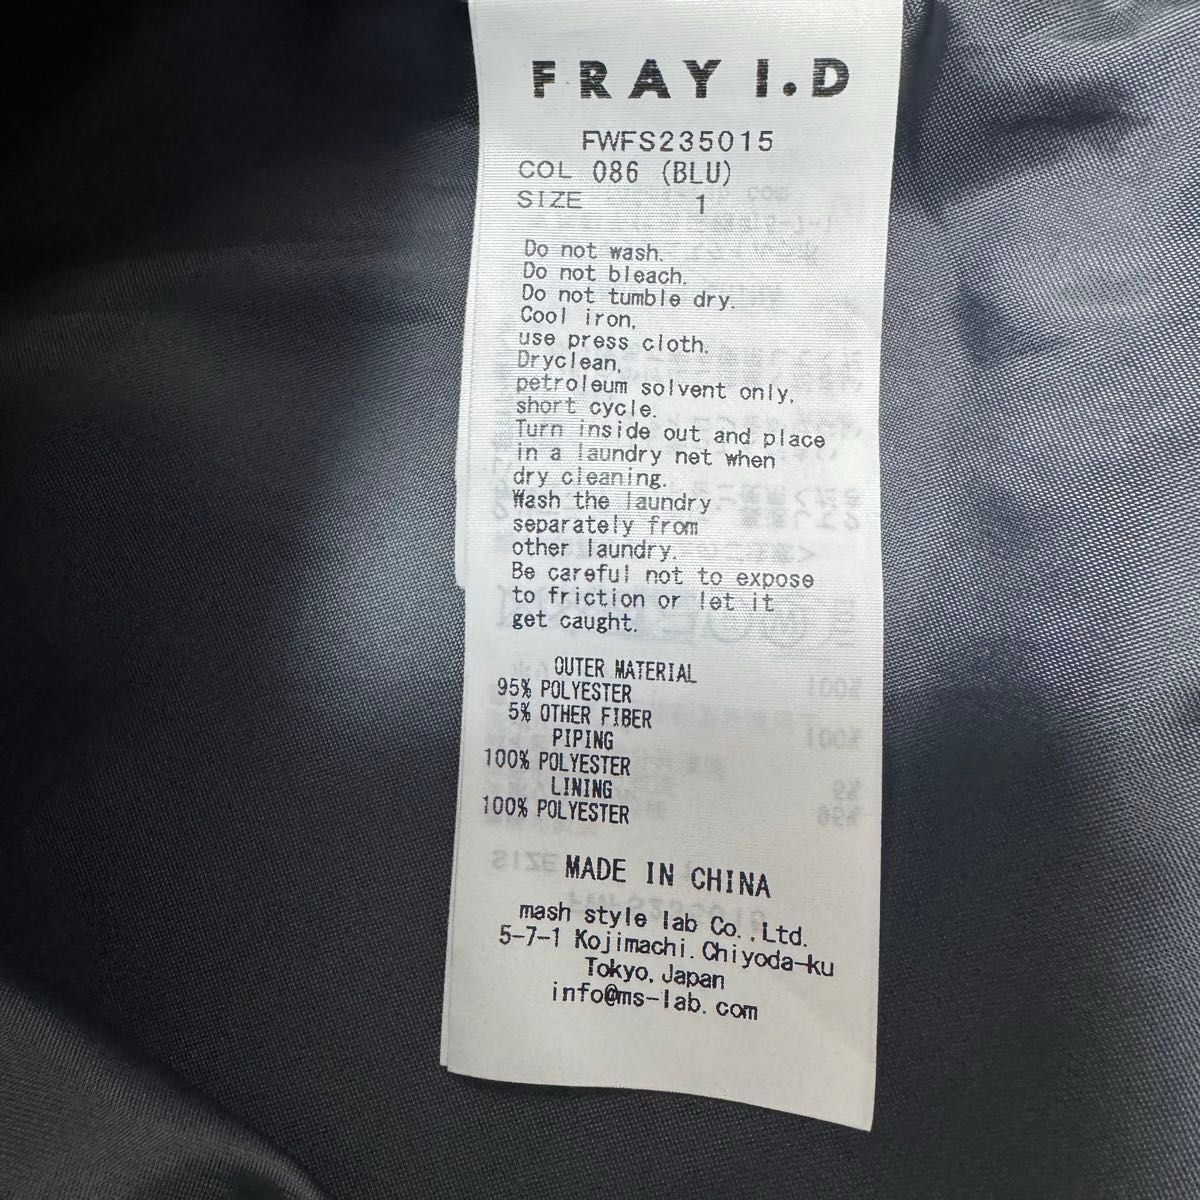 FRAY I.D
FWFS235015
COL 086 (BLU)
SIZE 1
Do not wash.
Do not bleach.
Do not tumble dry.
Cool iron,
use press cloth.
Dryclean,
petroleum solvent only,
short cycle.
Turn inside out and place
in a laundry net when
dry cleaning.
Wash the laundry
separately from
other laundry.
Be careful not to expose
to friction or let it
get caught.
OUTER MATERIAL
95% POLYESTER
5% OTHER FIBER
PIPING
100% POLYESTER
LINING
100% POLYESTER
MADE IN CHINA
mash style lab Co.,Ltd.
5-7-1 Kojimachi.Chiyoda-ku
Tokyo,Japan
info@ms-lab.com